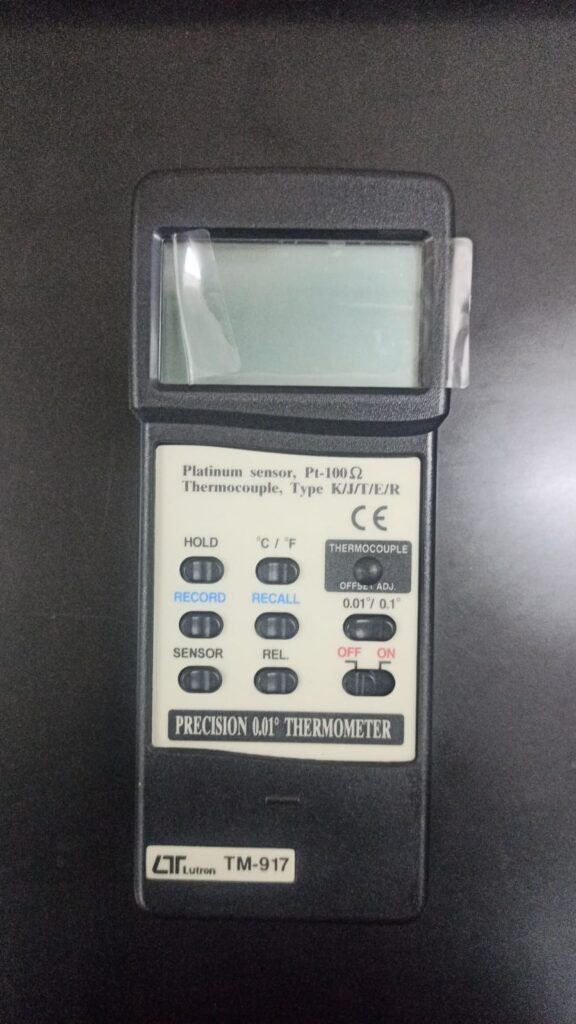 Platinum sensor, Pt-100Ω
Thermocouple, Type K/J/T/E/R
CE
HOLD °C / °F THERMOCOUPLE
OFFSET ADJ.
RECORD RECALL 0.01°/ 0.1°
SENSOR REL. OFF ON
PRECISION 0.01° THERMOMETER
LT Lutron TM-917